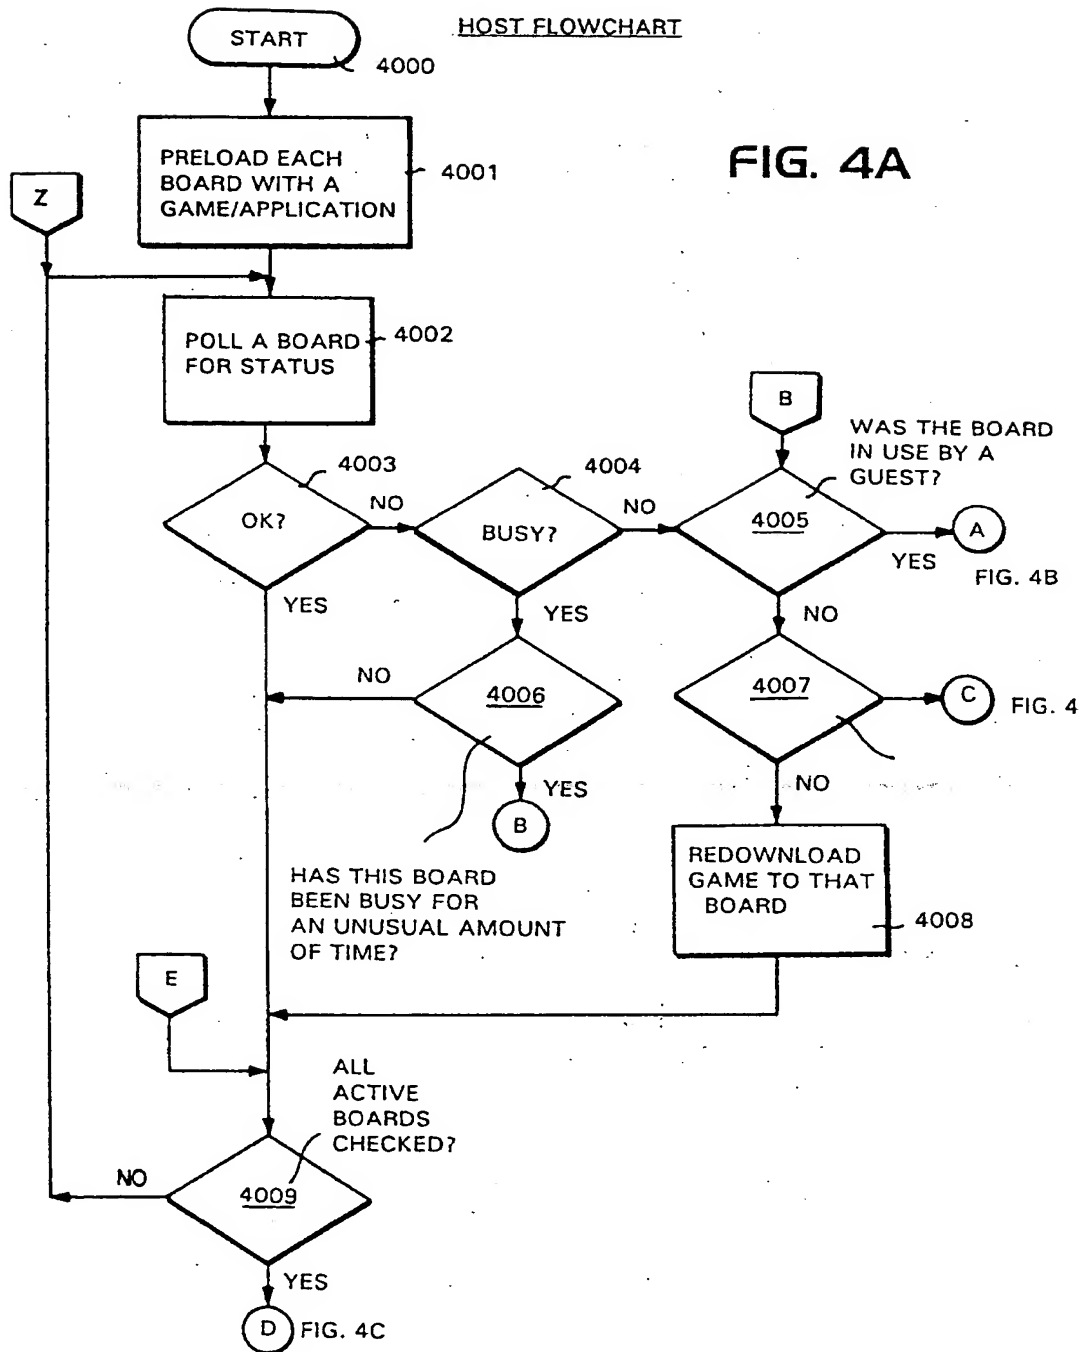 HOST FLOWCHART
START
4000
FIG. 4A
PRELOAD EACH
BOARD WITH A
GAME/APPLICATION
4001
Z
POLL A BOARD
FOR STATUS
4002
B
WAS THE BOARD
IN USE BY A
GUEST?
4003
OK?
NO
YES
4004
BUSY?
NO
YES
4005
YES
A
FIG. 4B
NO
4006
NO
YES
B
HAS THIS BOARD
BEEN BUSY FOR
AN UNUSUAL AMOUNT
OF TIME?
4007
C
FIG. 4
NO
REDOWNLOAD
GAME TO THAT
BOARD
4008
E
ALL
ACTIVE
BOARDS
CHECKED?
4009
NO
YES
D
FIG. 4C